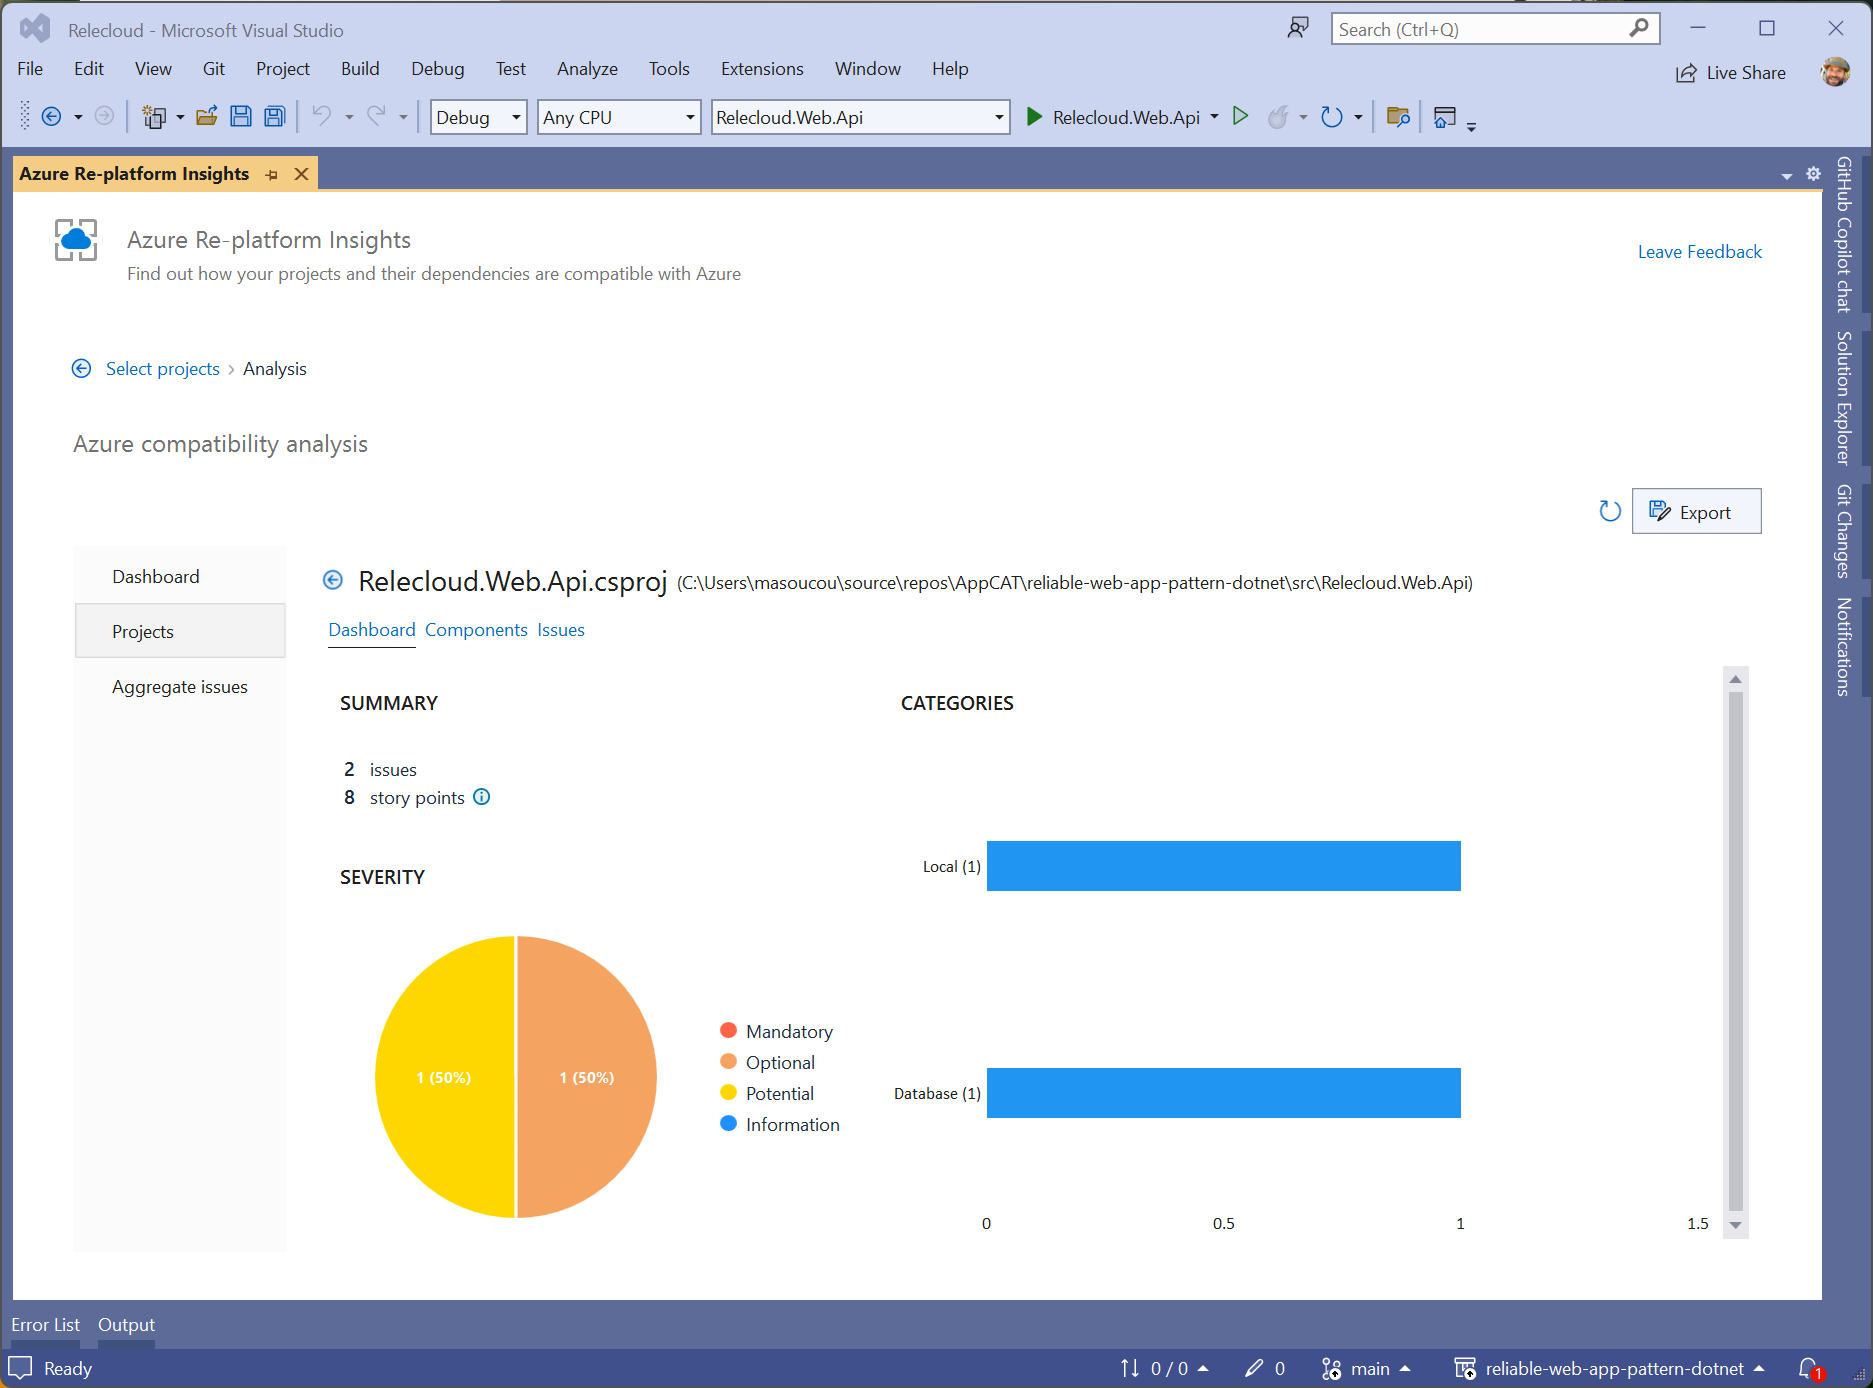 Relecloud - Microsoft Visual Studio
Search (Ctrl+Q)
File Edit View Git Project Build Debug Test Analyze Tools Extensions Window Help
Live Share
Debug Any CPU Relecloud.Web.Api Relecloud.Web.Api
Azure Re-platform Insights
Azure Re-platform Insights
Find out how your projects and their dependencies are compatible with Azure
Leave Feedback
Select projects › Analysis
Azure compatibility analysis
Export
Dashboard
Projects
Aggregate issues
Relecloud.Web.Api.csproj (C:\Users\masoucou\source\repos\AppCAT\reliable-web-app-pattern-dotnet\src\Relecloud.Web.Api)
Dashboard Components Issues
SUMMARY
2 issues
8 story points
SEVERITY
1 (50%) 1 (50%)
Mandatory
Optional
Potential
Information
CATEGORIES
Local (1)
Database (1)
0 0.5 1 1.5
GitHub Copilot chat
Solution Explorer
Git Changes
Notifications
Error List Output
Ready
0 / 0 0 main reliable-web-app-pattern-dotnet 1